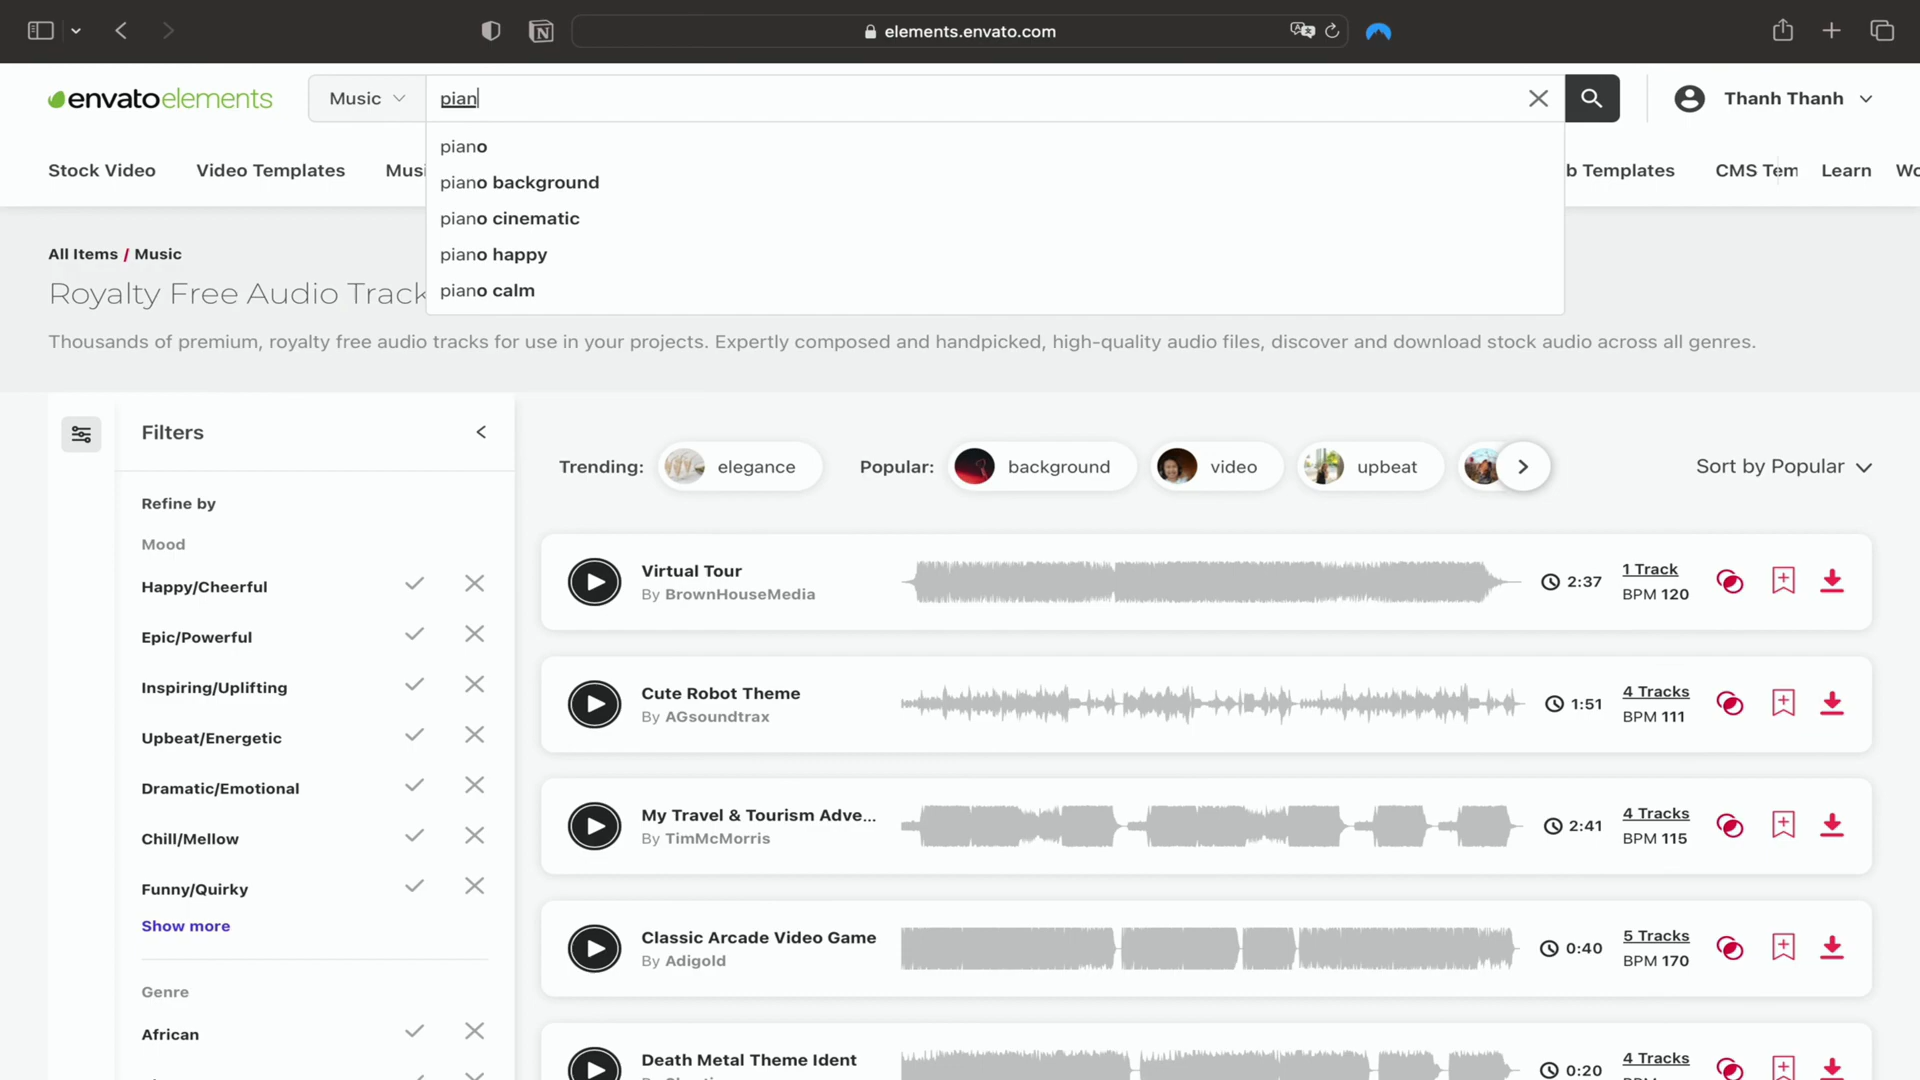 elements.envato.com
envatoelements
Music
pian
Thanh Thanh
piano
piano background
piano cinematic
piano happy
piano calm
Stock Video
Video Templates
Musi
b Templates
CMS Tem
Learn
Wo
All Items / Music
Royalty Free Audio Track
Thousands of premium, royalty free audio tracks for use in your projects. Expertly composed and handpicked, high-quality audio files, discover and download stock audio across all genres.
Filters
Trending:
elegance
Popular:
background
video
upbeat
Sort by Popular
Refine by
Mood
Happy/Cheerful
Epic/Powerful
Inspiring/Uplifting
Upbeat/Energetic
Dramatic/Emotional
Chill/Mellow
Funny/Quirky
Show more
Genre
African
Virtual Tour
By BrownHouseMedia
2:37
1 Track
BPM 120
Cute Robot Theme
By AGsoundtrax
1:51
4 Tracks
BPM 111
My Travel & Tourism Adve...
By TimMcMorris
2:41
4 Tracks
BPM 115
Classic Arcade Video Game
By Adigold
0:40
5 Tracks
BPM 170
Death Metal Theme Ident
0:20
4 Tracks